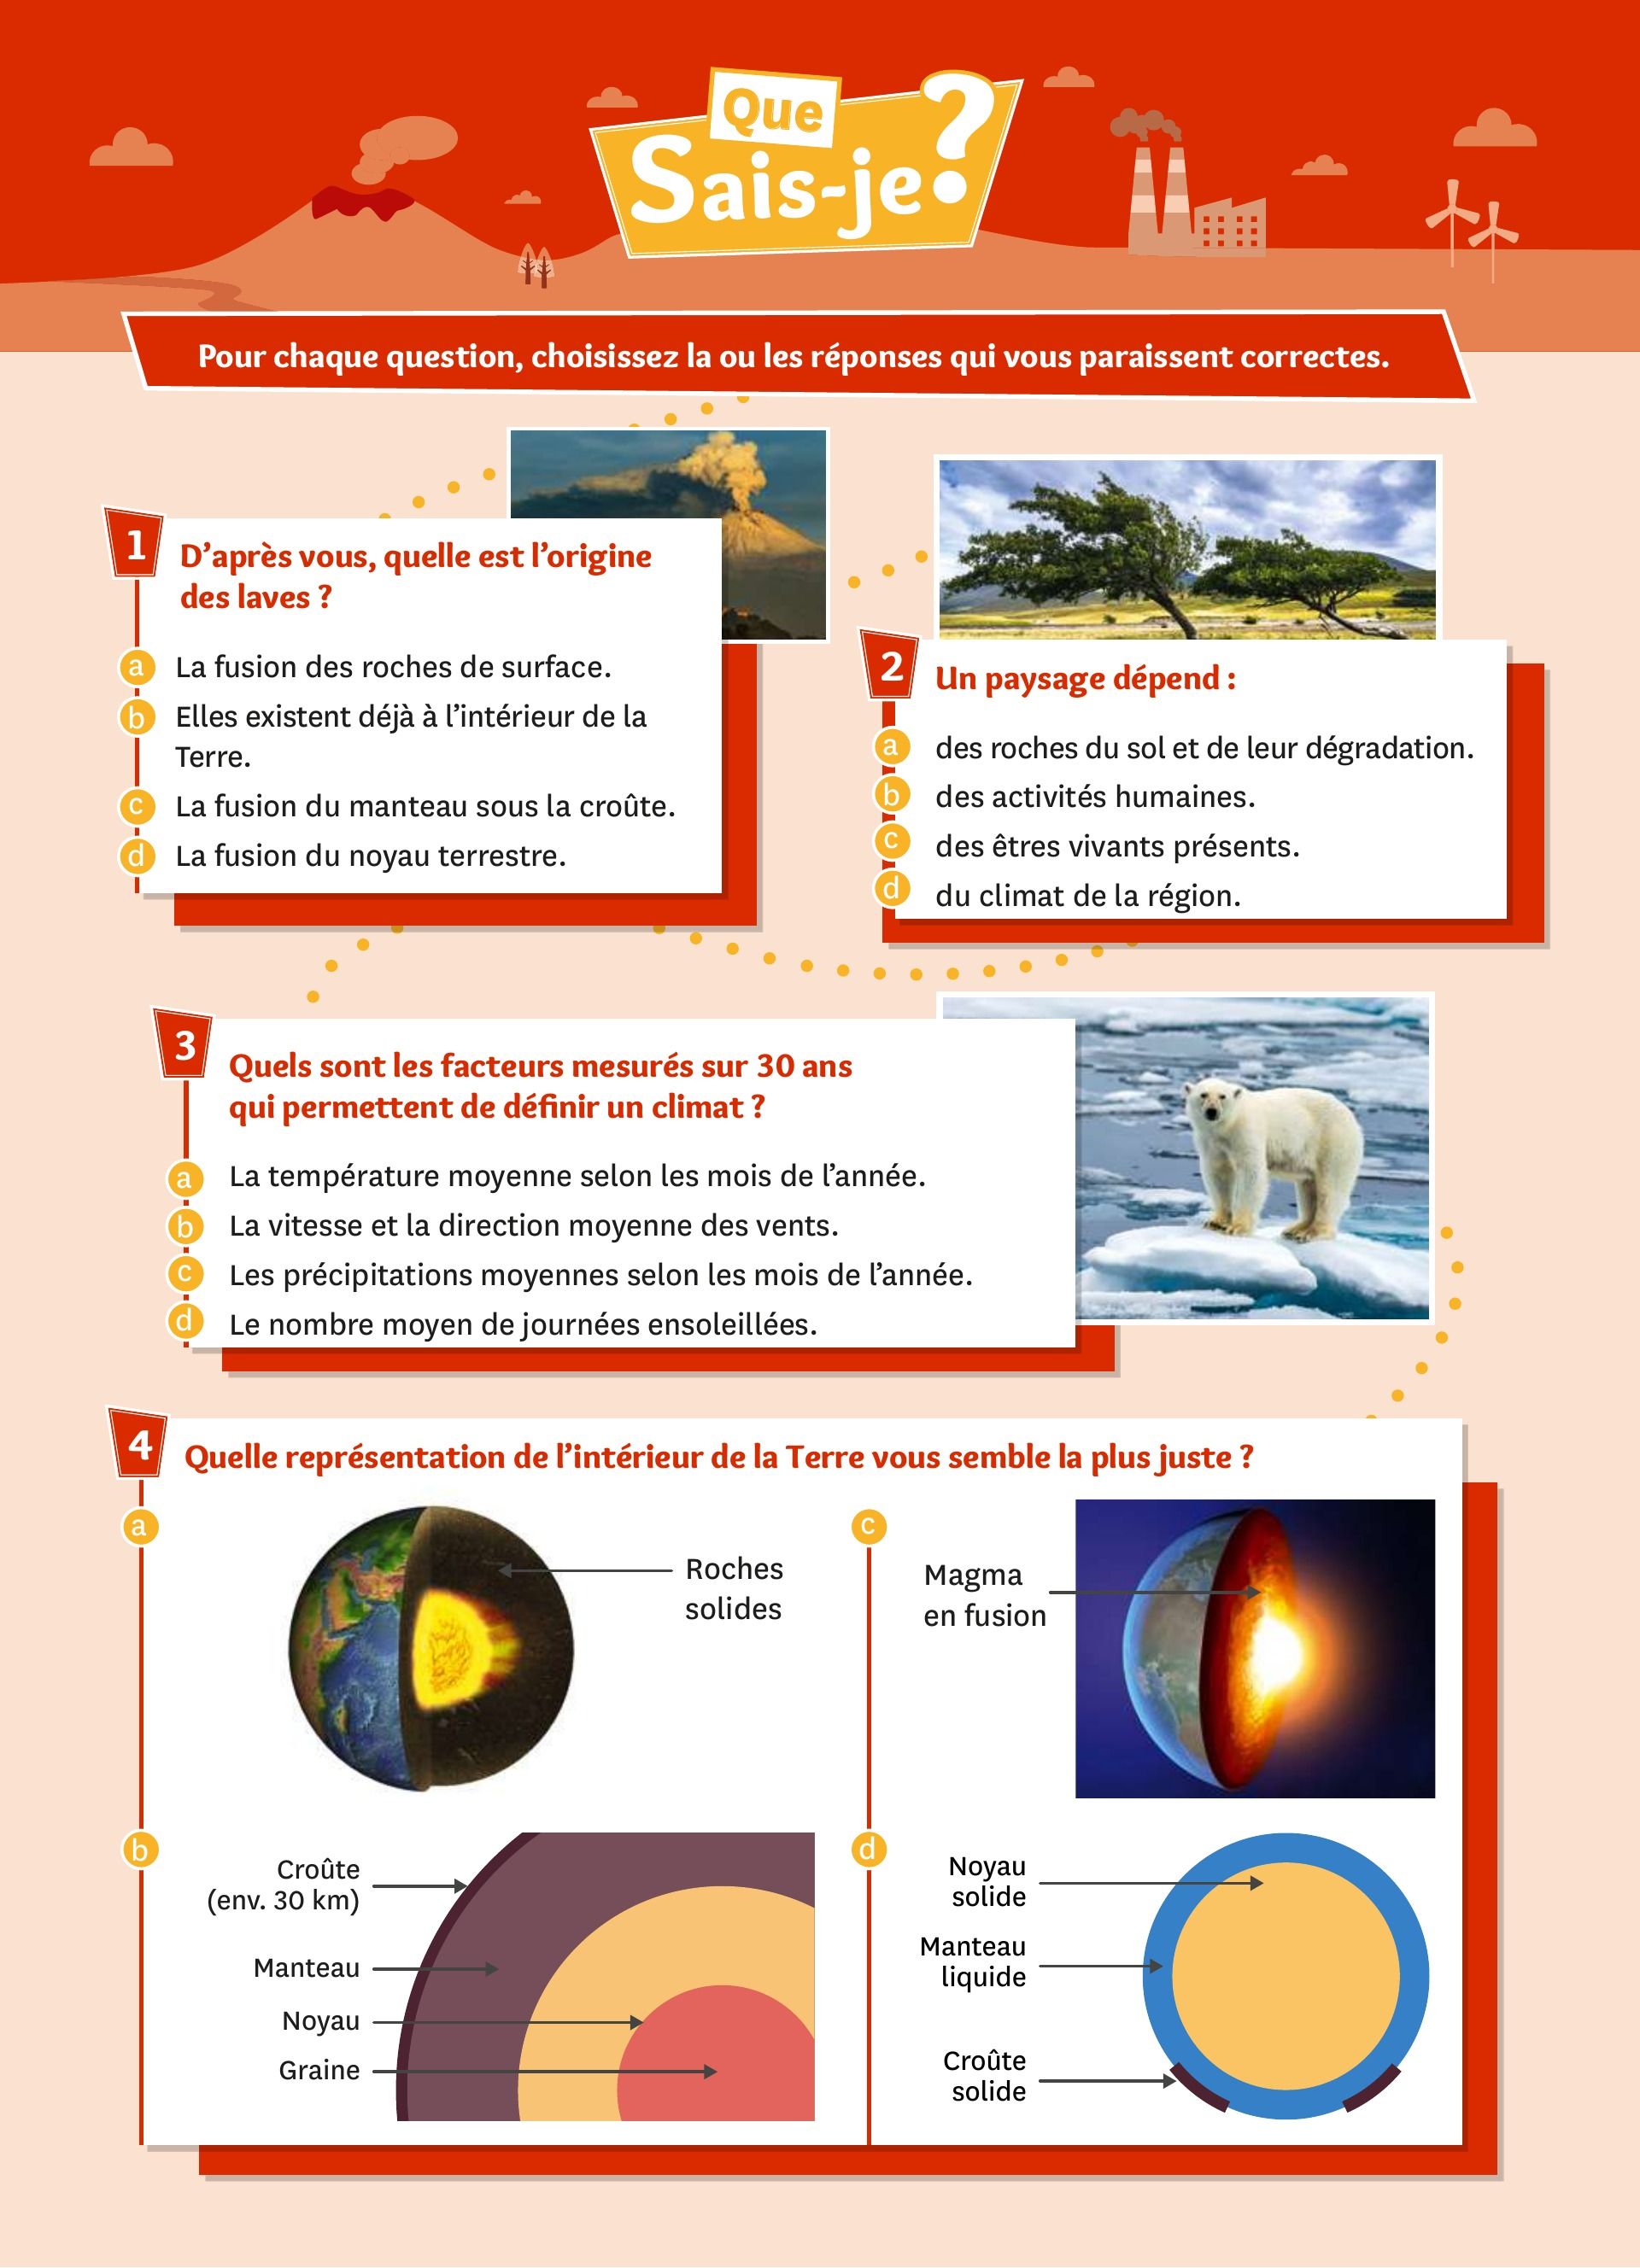 Que
Sais-je ?
Pour chaque question, choisissez la ou les réponses qui vous paraissent correctes.
1
D’après vous, quelle est l’origine
des laves ?
a La fusion des roches de surface.
b Elles existent déjà à l’intérieur de la
Terre.
c La fusion du manteau sous la croûte.
d La fusion du noyau terrestre.
2
Un paysage dépend :
a des roches du sol et de leur dégradation.
b des activités humaines.
c des êtres vivants présents.
d du climat de la région.
3
Quels sont les facteurs mesurés sur 30 ans
qui permettent de définir un climat ?
a La température moyenne selon les mois de l’année.
b La vitesse et la direction moyenne des vents.
c Les précipitations moyennes selon les mois de l’année.
d Le nombre moyen de journées ensoleillées.
4
Quelle représentation de l’intérieur de la Terre vous semble la plus juste ?
a
Roches
solides
b
Croûte
(env. 30 km)
Manteau
Noyau
Graine
c
Magma
en fusion
d
Noyau
solide
Manteau
liquide
Croûte
solide